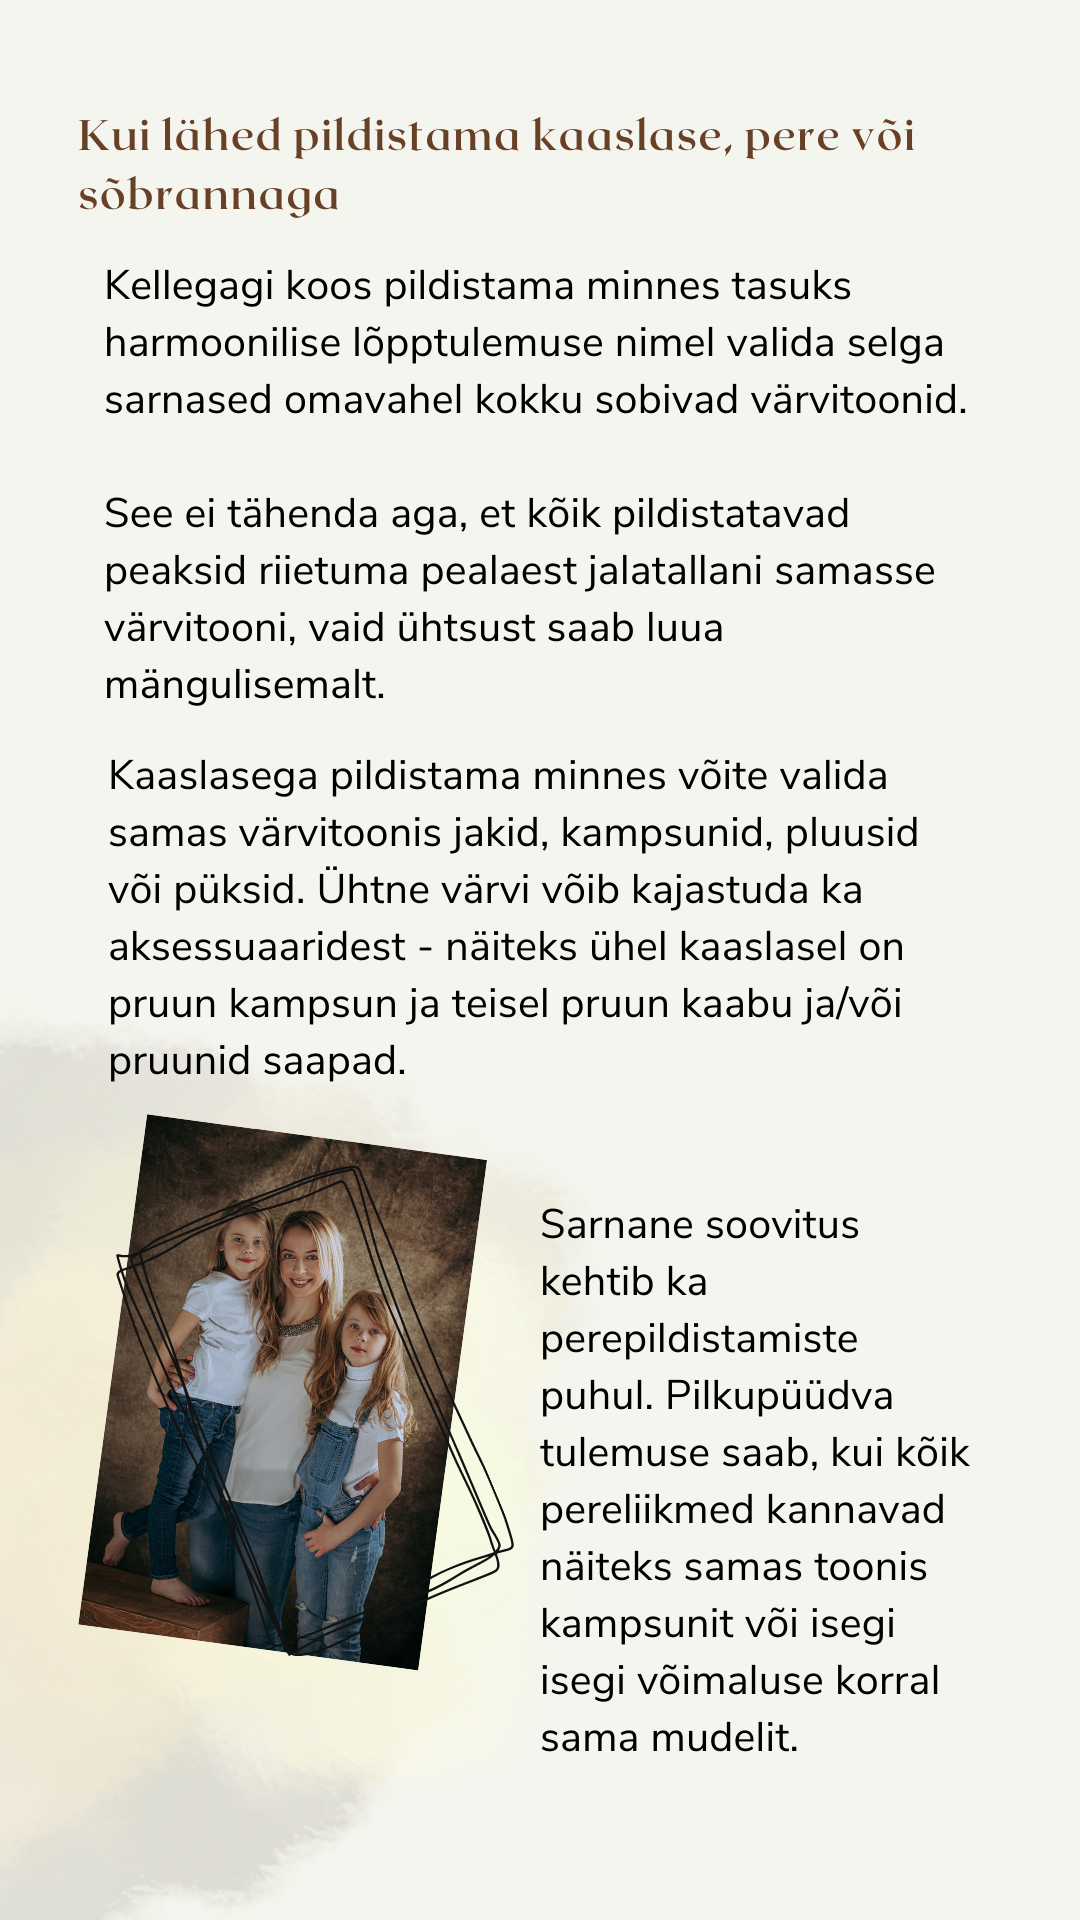 Kui lähed pildistama kaaslase, pere või
sõbrannaga
Kellegagi koos pildistama minnes tasuks
harmoonilise lõpptulemuse nimel valida selga
sarnased omavahel kokku sobivad värvitoonid.
See ei tähenda aga, et kõik pildistatavad
peaksid riietuma pealaest jalatallani samasse
värvitooni, vaid ühtsust saab luua
mängulisemalt.
Kaaslasega pildistama minnes võite valida
samas värvitoonis jakid, kampsunid, pluusid
või püksid. Ühtne värvi võib kajastuda ka
aksessuaaridest - näiteks ühel kaaslasel on
pruun kampsun ja teisel pruun kaabu ja/või
pruunid saapad.
Sarnane soovitus
kehtib ka
perepildistamiste
puhul. Pilkupüüdva
tulemuse saab, kui kõik
pereliikmed kannavad
näiteks samas toonis
kampsunit või isegi
isegi võimaluse korral
sama mudelit.